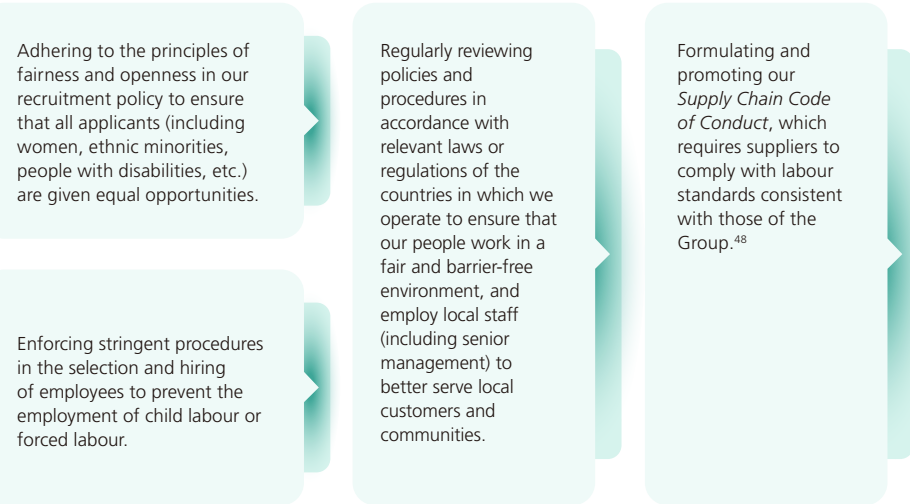 Adhering to the principles of
fairness and openness in our
recruitment policy to ensure
that all applicants (including
women, ethnic minorities,
people with disabilities, etc.)
are given equal opportunities.
Enforcing stringent procedures
in the selection and hiring
of employees to prevent the
employment of child labour or
forced labour.
Regularly reviewing
policies and
procedures in
accordance with
relevant laws or
regulations of the
countries in which we
operate to ensure that
our people work in a
fair and barrier-free
environment, and
employ local staff
(including senior
management) to
better serve local
customers and
communities.
Formulating and
promoting our
Supply Chain Code
of Conduct, which
requires suppliers to
comply with labour
standards consistent
with those of the
Group.48